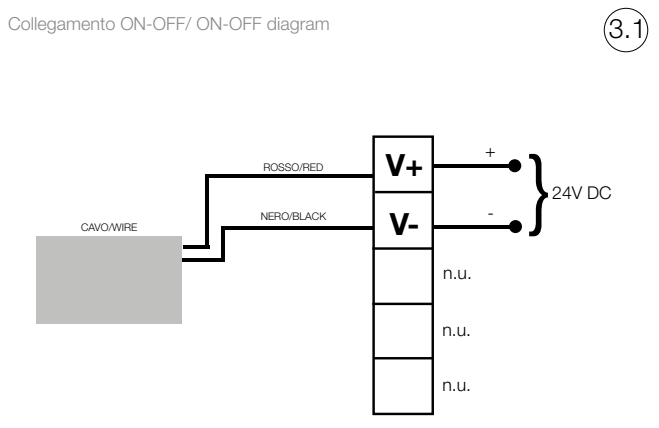 Collegamento ON-OFF/ ON-OFF diagram
3.1
ROSSO/RED
V+
+
24V DC
CAVO/WIRE
NERO/BLACK
V-
-
n.u.
n.u.
n.u.